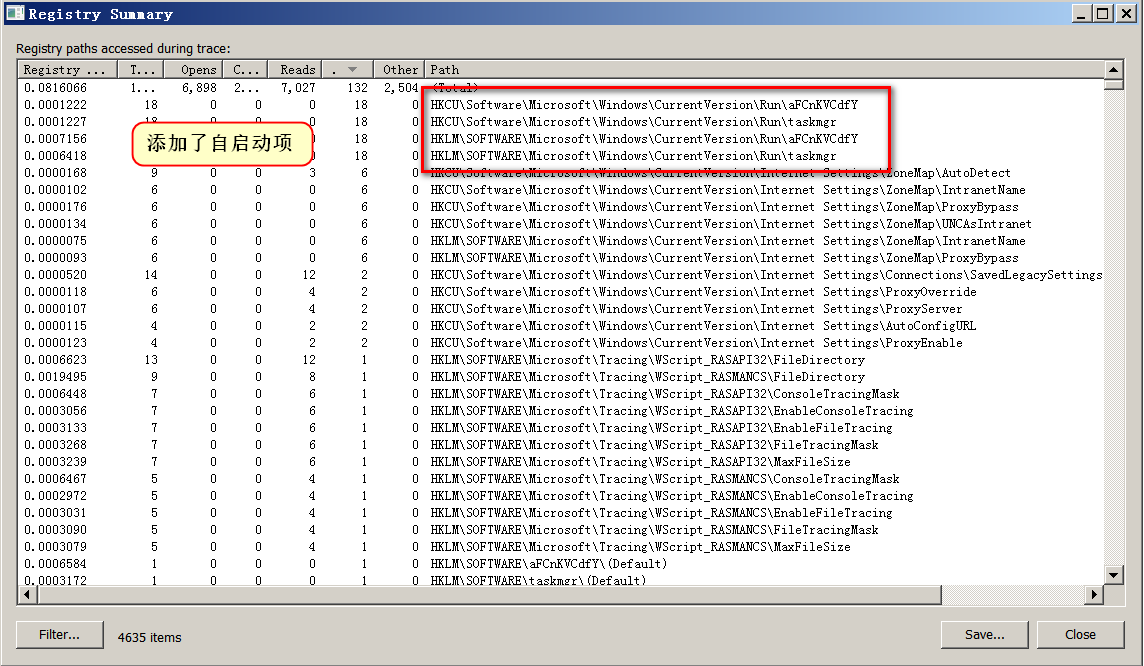 Registry Summary
Registry paths accessed during trace:
Registry ... T... Opens C... Reads . Other Path
0.0816066 1... 6,898 2... 7,027 132 2,504 (Total)
0.0001222 18 0 0 18 0 HKCU\Software\Microsoft\Windows\CurrentVersion\Run\aFCnKVCdfY
0.0001227 18 0 0 18 0 HKCU\Software\Microsoft\Windows\CurrentVersion\Run\taskmgr
0.0007156 0 18 0 HKLM\SOFTWARE\Microsoft\Windows\CurrentVersion\Run\aFCnKVCdfY
添加了自启动项
0.0006418 0 18 0 HKLM\SOFTWARE\Microsoft\Windows\CurrentVersion\Run\taskmgr
0.0000168 9 0 0 3 6 0 HKCU\Software\Microsoft\Windows\CurrentVersion\Internet Settings\ZoneMap\AutoDetect
0.0000102 6 0 0 0 6 0 HKCU\Software\Microsoft\Windows\CurrentVersion\Internet Settings\ZoneMap\IntranetName
0.0000176 6 0 0 0 6 0 HKCU\Software\Microsoft\Windows\CurrentVersion\Internet Settings\ZoneMap\ProxyBypass
0.0000134 6 0 0 0 6 0 HKCU\Software\Microsoft\Windows\CurrentVersion\Internet Settings\ZoneMap\UNCAsIntranet
0.0000075 6 0 0 0 6 0 HKLM\SOFTWARE\Microsoft\Windows\CurrentVersion\Internet Settings\ZoneMap\IntranetName
0.0000093 6 0 0 0 6 0 HKLM\SOFTWARE\Microsoft\Windows\CurrentVersion\Internet Settings\ZoneMap\ProxyBypass
0.0000520 14 0 0 12 2 0 HKCU\Software\Microsoft\Windows\CurrentVersion\Internet Settings\Connections\SavedLegacySettings
0.0000118 6 0 0 4 2 0 HKCU\Software\Microsoft\Windows\CurrentVersion\Internet Settings\ProxyOverride
0.0000107 6 0 0 4 2 0 HKCU\Software\Microsoft\Windows\CurrentVersion\Internet Settings\ProxyServer
0.0000115 4 0 0 2 2 0 HKCU\Software\Microsoft\Windows\CurrentVersion\Internet Settings\AutoConfigURL
0.0000123 4 0 0 2 2 0 HKCU\Software\Microsoft\Windows\CurrentVersion\Internet Settings\ProxyEnable
0.0006623 13 0 0 12 1 0 HKLM\SOFTWARE\Microsoft\Tracing\WScript_RASAPI32\FileDirectory
0.0019495 9 0 0 8 1 0 HKLM\SOFTWARE\Microsoft\Tracing\WScript_RASMANCS\FileDirectory
0.0006448 7 0 0 6 1 0 HKLM\SOFTWARE\Microsoft\Tracing\WScript_RASAPI32\ConsoleTracingMask
0.0003056 7 0 0 6 1 0 HKLM\SOFTWARE\Microsoft\Tracing\WScript_RASAPI32\EnableConsoleTracing
0.0003133 7 0 0 6 1 0 HKLM\SOFTWARE\Microsoft\Tracing\WScript_RASAPI32\EnableFileTracing
0.0003268 7 0 0 6 1 0 HKLM\SOFTWARE\Microsoft\Tracing\WScript_RASAPI32\FileTracingMask
0.0003239 7 0 0 6 1 0 HKLM\SOFTWARE\Microsoft\Tracing\WScript_RASAPI32\MaxFileSize
0.0006467 5 0 0 4 1 0 HKLM\SOFTWARE\Microsoft\Tracing\WScript_RASMANCS\ConsoleTracingMask
0.0002972 5 0 0 4 1 0 HKLM\SOFTWARE\Microsoft\Tracing\WScript_RASMANCS\EnableConsoleTracing
0.0003031 5 0 0 4 1 0 HKLM\SOFTWARE\Microsoft\Tracing\WScript_RASMANCS\EnableFileTracing
0.0003090 5 0 0 4 1 0 HKLM\SOFTWARE\Microsoft\Tracing\WScript_RASMANCS\FileTracingMask
0.0003079 5 0 0 4 1 0 HKLM\SOFTWARE\Microsoft\Tracing\WScript_RASMANCS\MaxFileSize
0.0006584 1 0 0 0 1 0 HKLM\SOFTWARE\aFCnKVCdfY\(Default)
0.0003172 1 0 0 0 1 0 HKLM\SOFTWARE\taskmgr\(Default)
Filter... 4635 items Save... Close